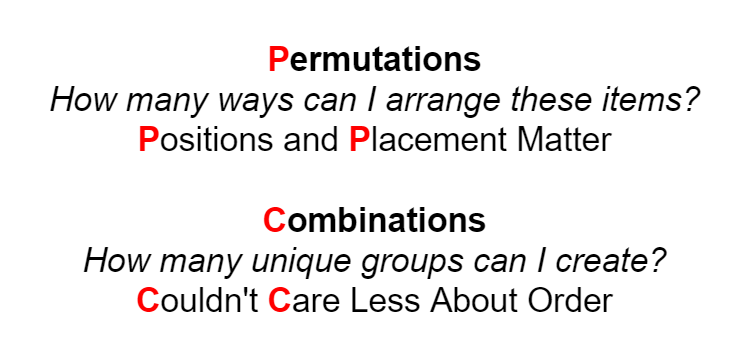 Permutations
How many ways can I arrange these items?
Positions and Placement Matter
Combinations
How many unique groups can I create?
Couldn't Care Less About Order